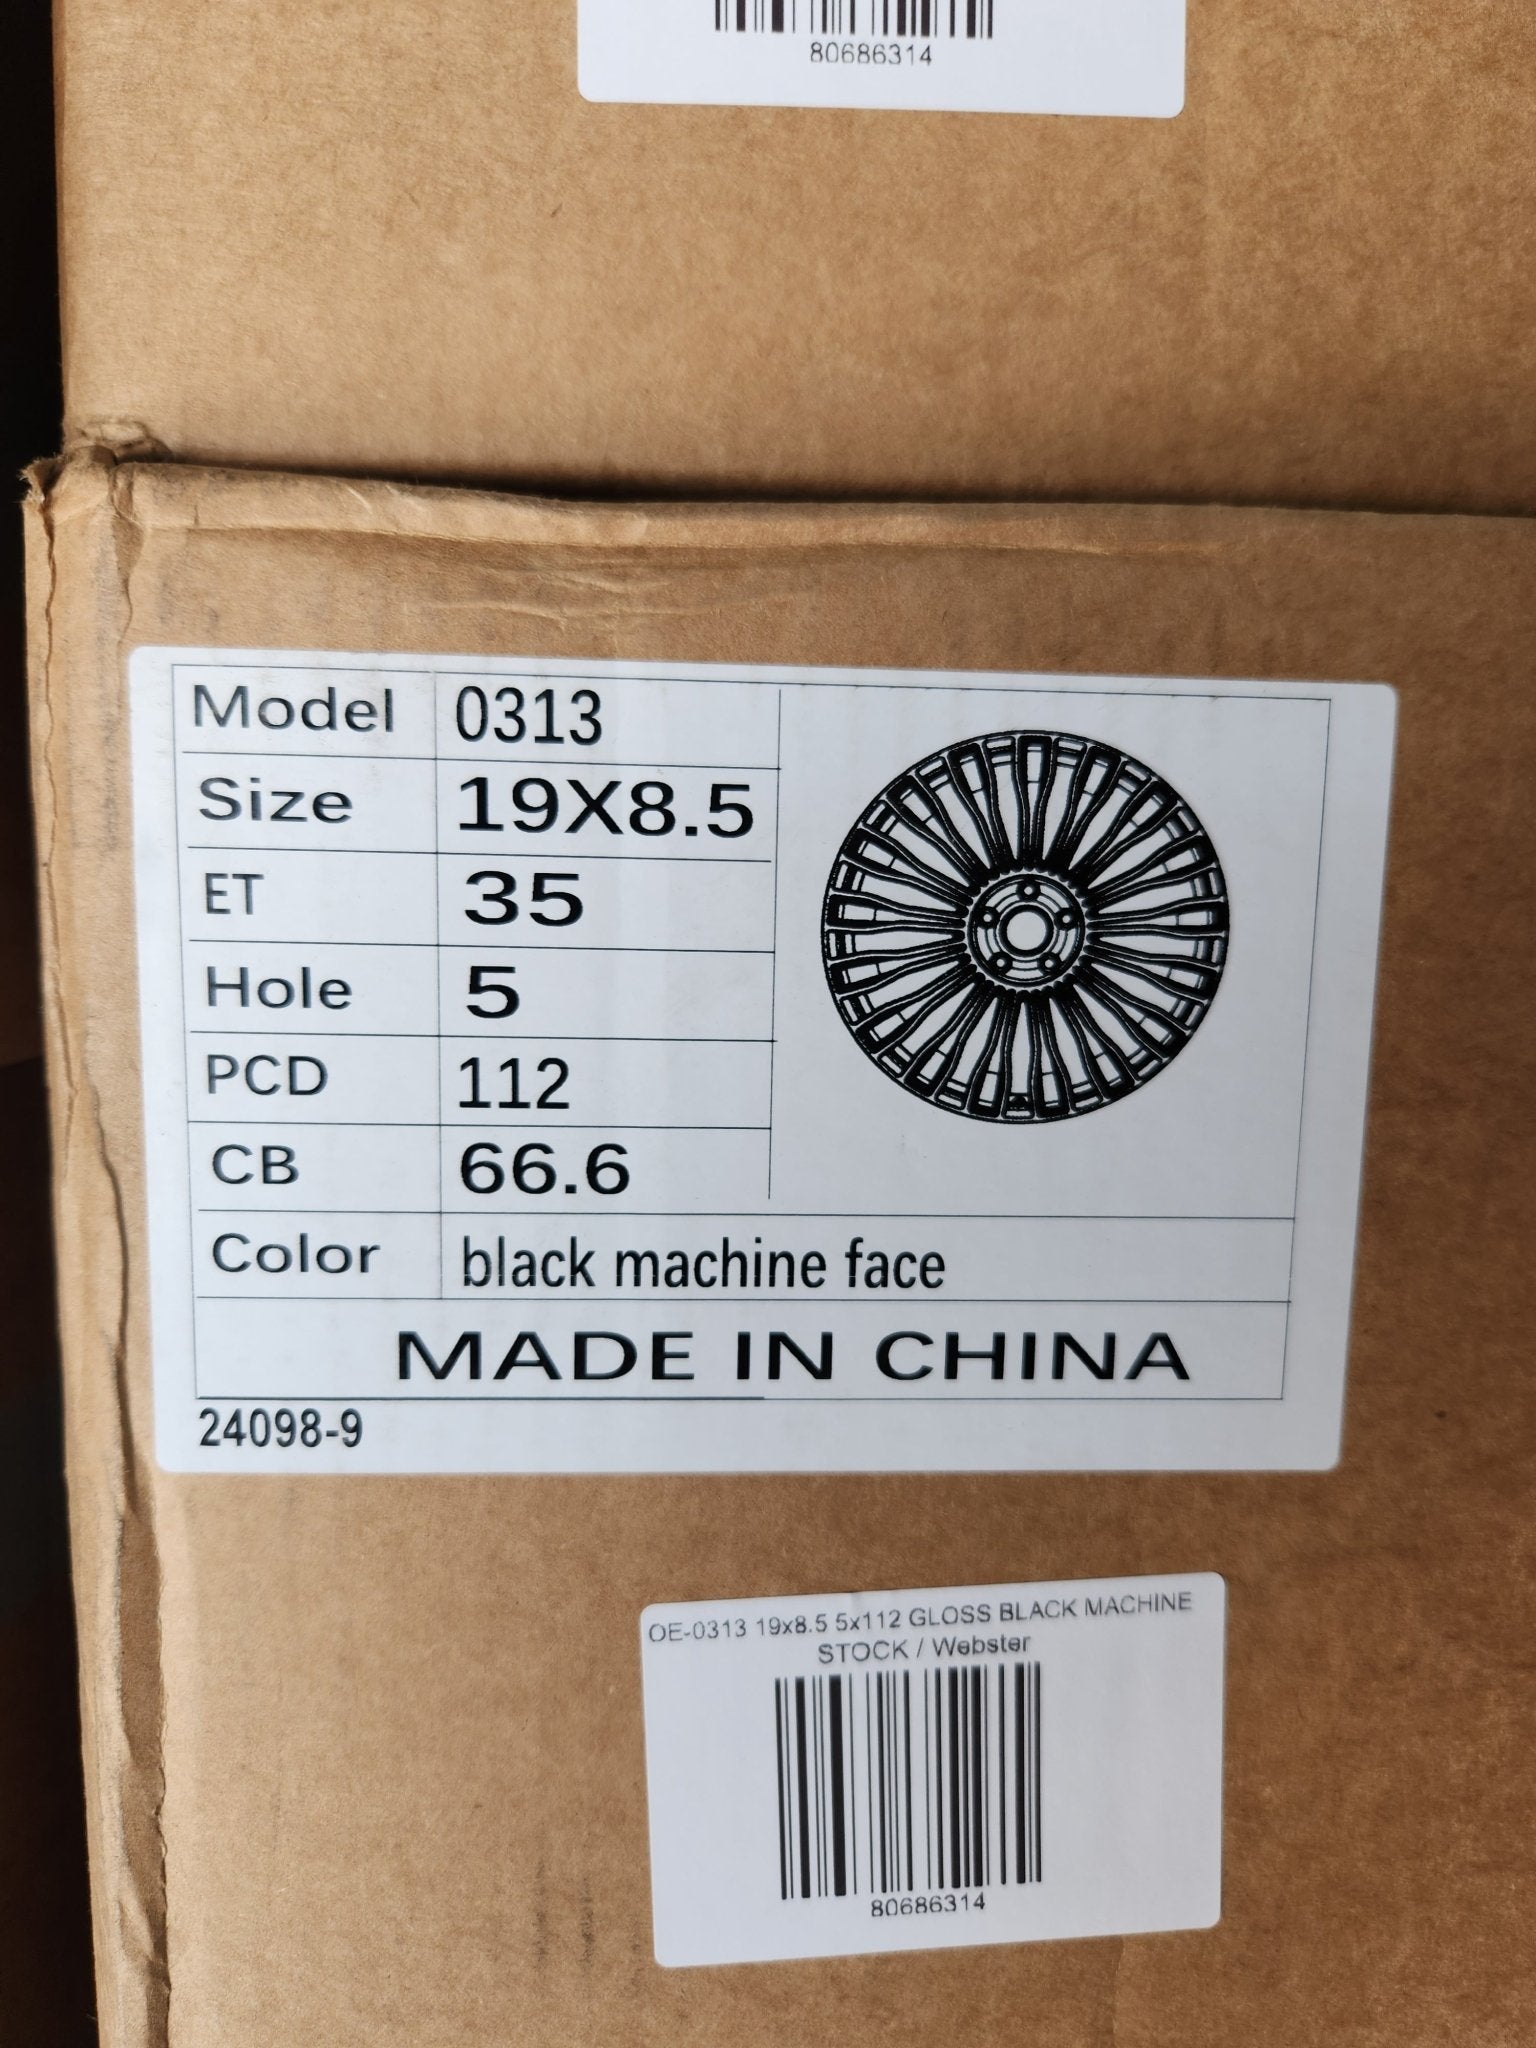 80686314
Model 0313
Size 19X8.5
ET 35
Hole 5
PCD 112
CB 66.6
Color black machine face
MADE IN CHINA
24098-9
OE-0313 19x8.5 5x112 GLOSS BLACK MACHINE
STOCK / Webster
80686314